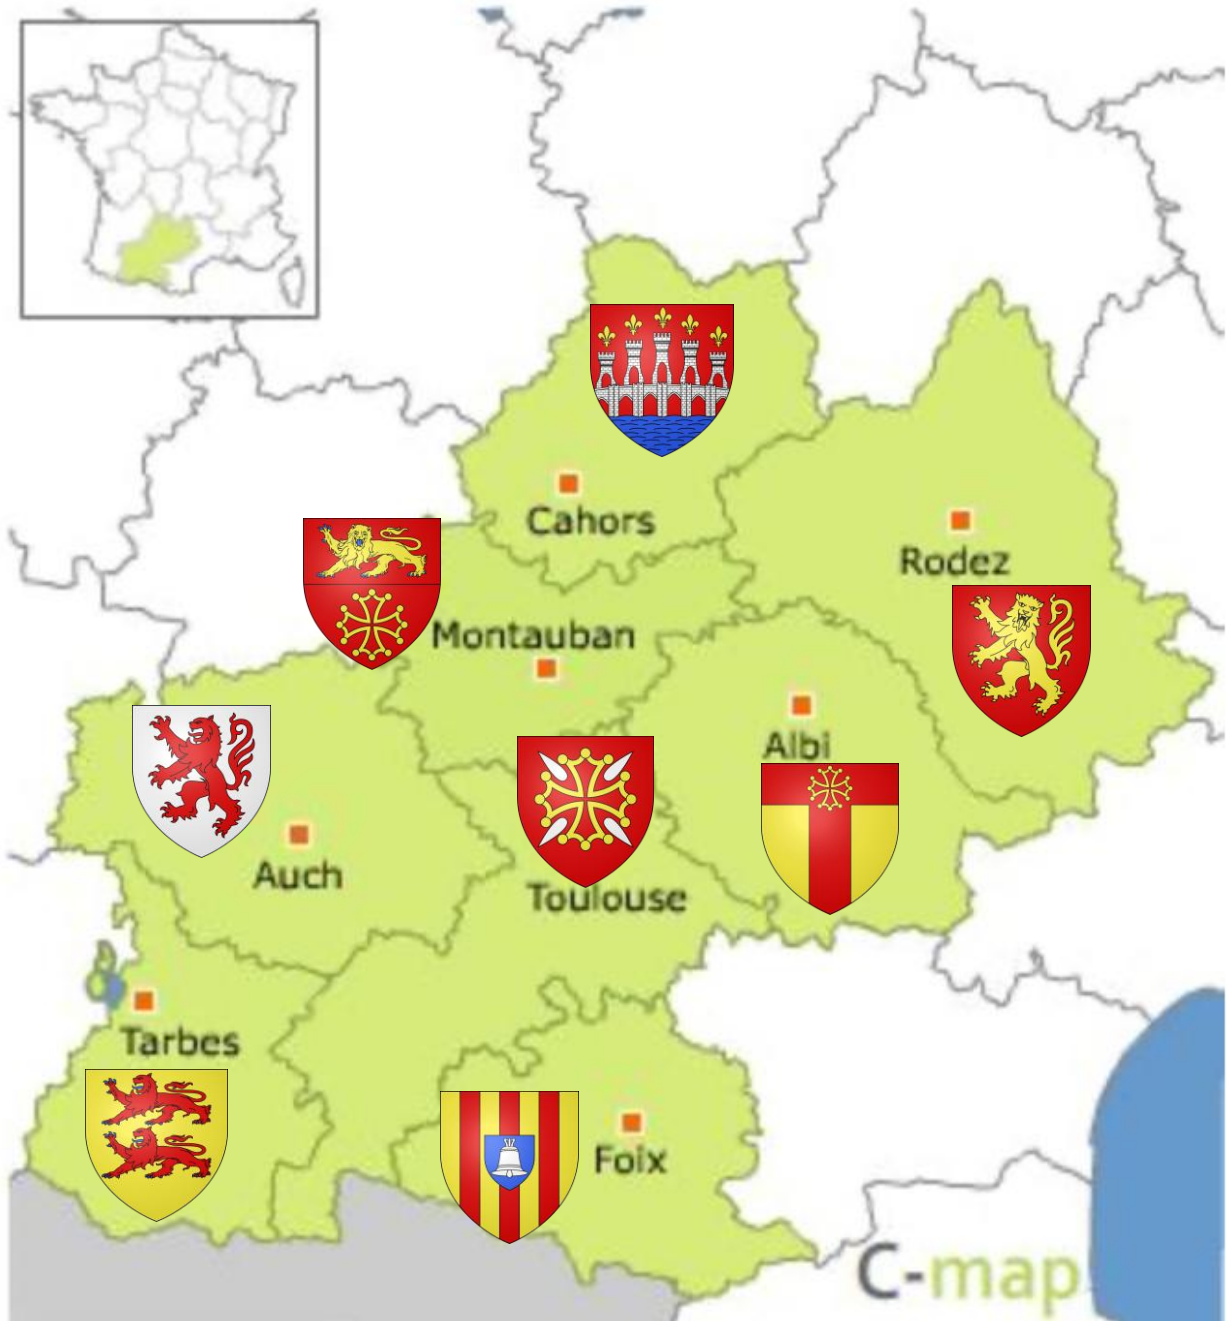 Cahors
Rodez
Montauban
Albi
Auch
Toulouse
Tarbes
Foix
C-map